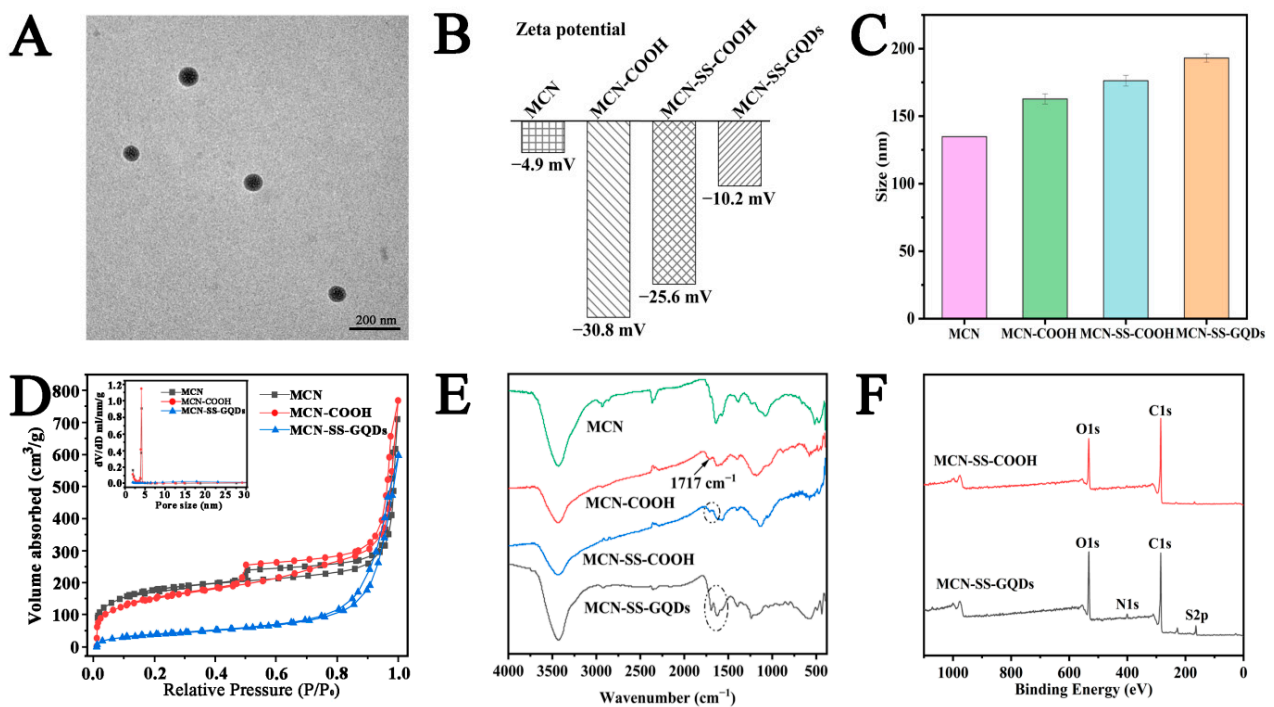 A
200 nm
B
Zeta potential
MCN
MCN-COOH
MCN-SS-COOH
MCN-SS-GQDs
−4.9 mV
−30.8 mV
−25.6 mV
−10.2 mV
C
Size (nm)
200
150
100
50
0
MCN
MCN-COOH
MCN-SS-COOH
MCN-SS-GQDs
D
Volume absorbed (cm³/g)
800
700
600
500
400
300
200
100
0
0.0 0.2 0.4 0.6 0.8 1.0
Relative Pressure (P/P₀)
MCN
MCN-COOH
MCN-SS-GQDs
dV/dD ml/nm/g
1.2
1.0
0.8
0.6
0.4
0.2
0.0
0 5 10 15 20 25 30
Pore size (nm)
MCN
MCN-COOH
MCN-SS-GQDs
E
MCN
1717 cm⁻¹
MCN-COOH
MCN-SS-COOH
MCN-SS-GQDs
4000 3500 3000 2500 2000 1500 1000 500
Wavenumber (cm⁻¹)
F
C1s
O1s
MCN-SS-COOH
C1s
O1s
MCN-SS-GQDs
N1s
S2p
1000 800 600 400 200 0
Binding Energy (eV)